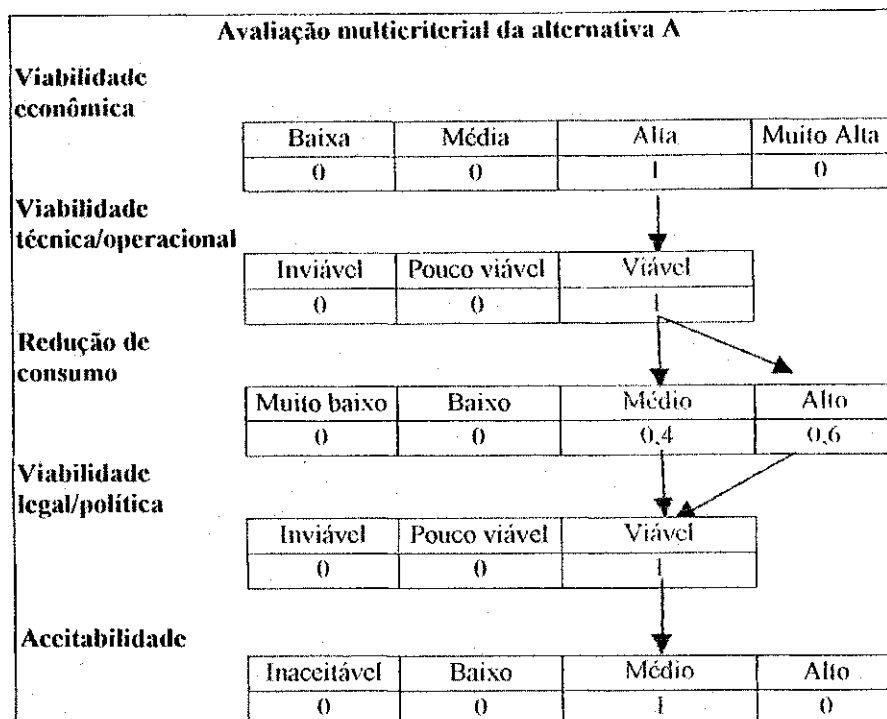 Avaliação multicriterial da alternativa A
Viabilidade
econômica
Baixa Média Alta Muito Alta
0 0 1 0
Viabilidade
técnica/operacional
Inviável Pouco viável Viável
0 0 1
Redução de
consumo
Muito baixo Baixo Médio Alto
0 0 0,4 0,6
Viabilidade
legal/política
Inviável Pouco viável Viável
0 0 1
Aceitabilidade
Inaceitável Baixo Médio Alto
0 0 1 0